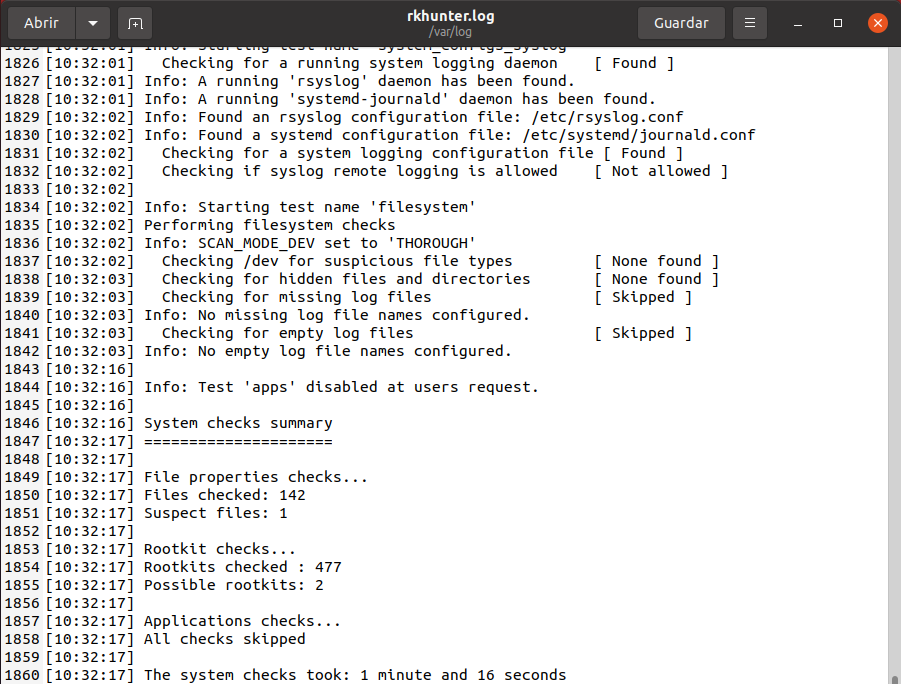 Abrir
rkhunter.log
/var/log
Guardar
1825 [10:32:01] Info: Starting test name 'system_configs_syslog'
1826 [10:32:01]   Checking for a running system logging daemon    [ Found ]
1827 [10:32:01] Info: A running 'rsyslog' daemon has been found.
1828 [10:32:01] Info: A running 'systemd-journald' daemon has been found.
1829 [10:32:02] Info: Found an rsyslog configuration file: /etc/rsyslog.conf
1830 [10:32:02] Info: Found a systemd configuration file: /etc/systemd/journald.conf
1831 [10:32:02]   Checking for a system logging configuration file [ Found ]
1832 [10:32:02]   Checking if syslog remote logging is allowed    [ Not allowed ]
1833 [10:32:02]
1834 [10:32:02] Info: Starting test name 'filesystem'
1835 [10:32:02] Performing filesystem checks
1836 [10:32:02] Info: SCAN_MODE_DEV set to 'THOROUGH'
1837 [10:32:02]   Checking /dev for suspicious file types         [ None found ]
1838 [10:32:03]   Checking for hidden files and directories       [ None found ]
1839 [10:32:03]   Checking for missing log files                  [ Skipped ]
1840 [10:32:03] Info: No missing log file names configured.
1841 [10:32:03]   Checking for empty log files                    [ Skipped ]
1842 [10:32:03] Info: No empty log file names configured.
1843 [10:32:16]
1844 [10:32:16] Info: Test 'apps' disabled at users request.
1845 [10:32:16]
1846 [10:32:16] System checks summary
1847 [10:32:17] =====================
1848 [10:32:17]
1849 [10:32:17] File properties checks...
1850 [10:32:17] Files checked: 142
1851 [10:32:17] Suspect files: 1
1852 [10:32:17]
1853 [10:32:17] Rootkit checks...
1854 [10:32:17] Rootkits checked : 477
1855 [10:32:17] Possible rootkits: 2
1856 [10:32:17]
1857 [10:32:17] Applications checks...
1858 [10:32:17] All checks skipped
1859 [10:32:17]
1860 [10:32:17] The system checks took: 1 minute and 16 seconds